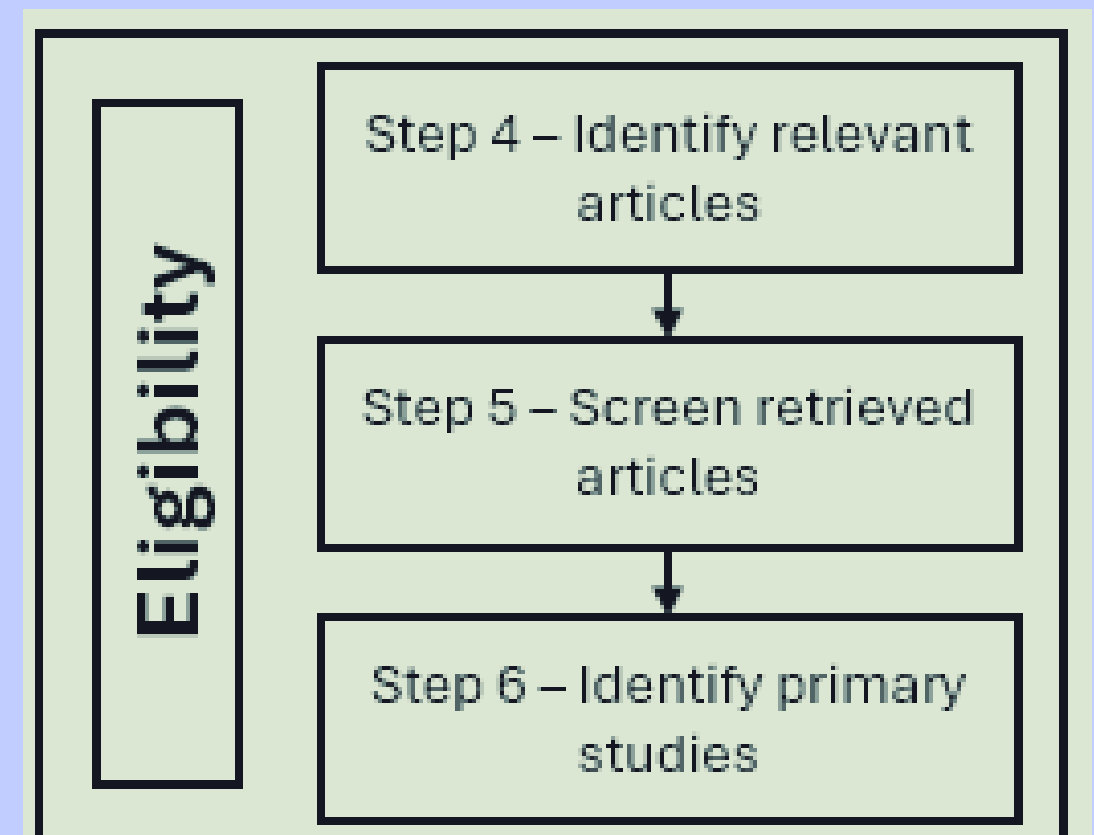 Eligibility
Step 4 – Identify relevant
articles
Step 5 – Screen retrieved
articles
Step 6 – Identify primary
studies